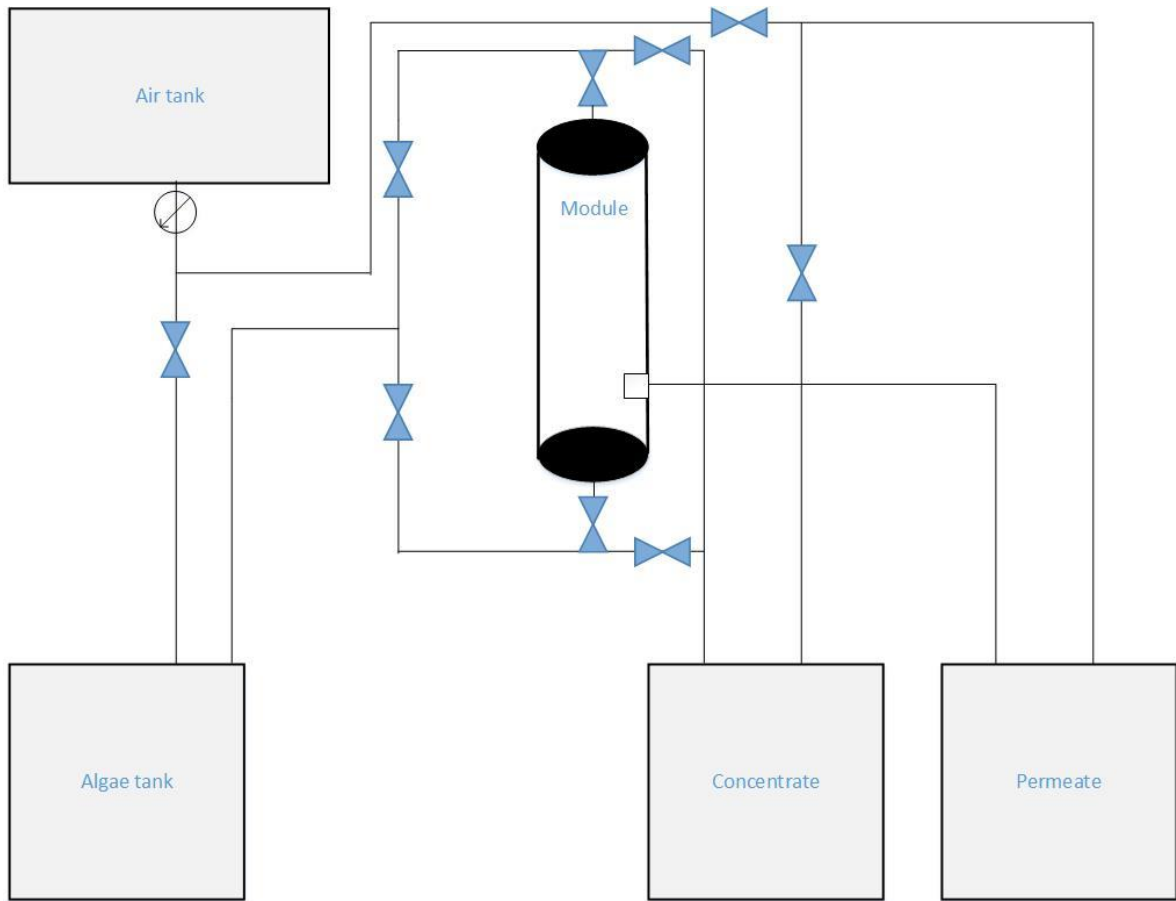 Air tank
Module
Algae tank
Concentrate
Permeate